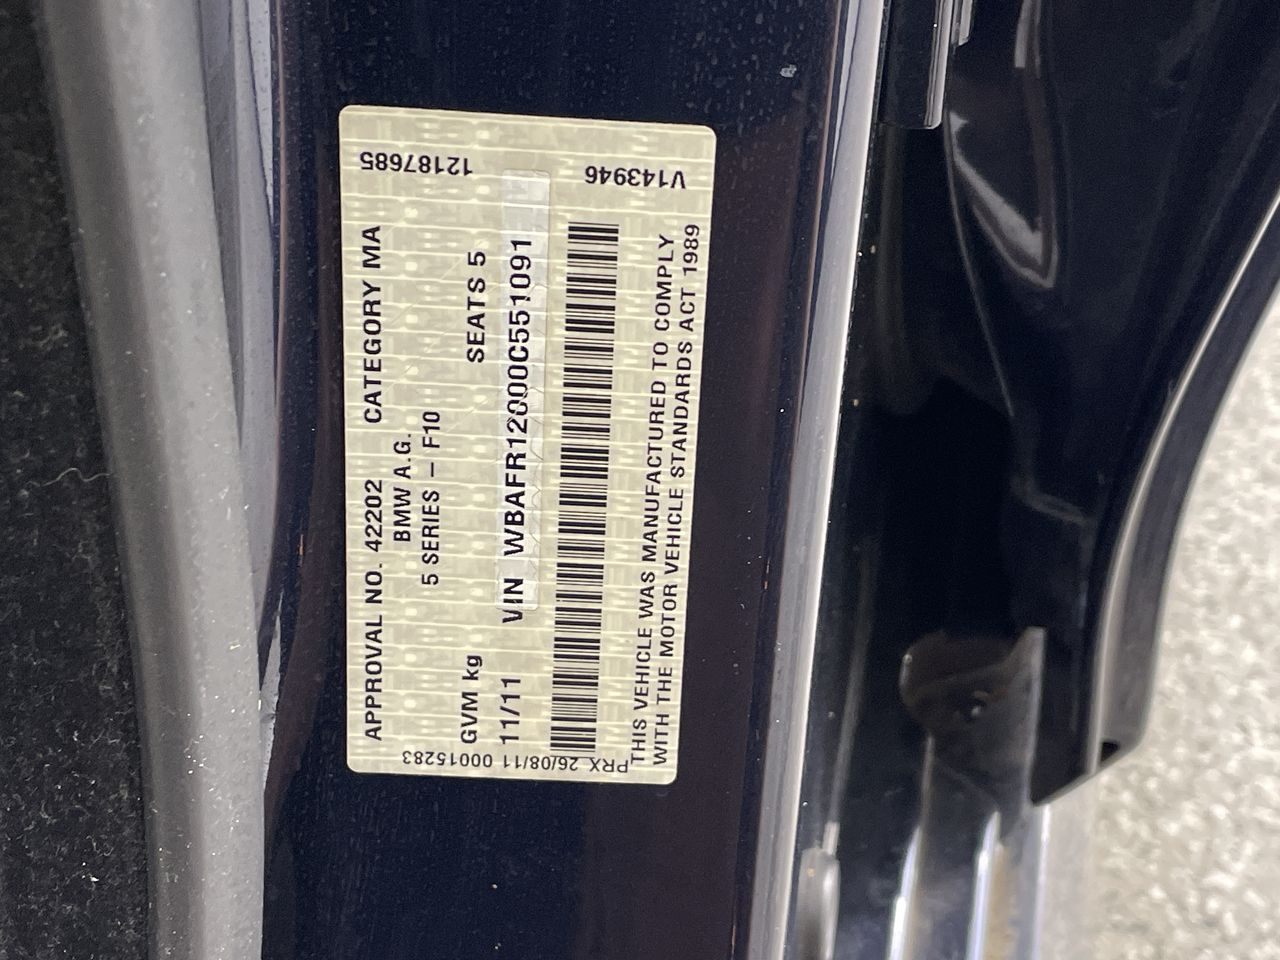 APPROVAL NO. 42202 CATEGORY MA
BMW A.G.
5 SERIES – F10
GVM kg SEATS 5
11/11 VIN WBAFR12000C551091
THIS VEHICLE WAS MANUFACTURED TO COMPLY
WITH THE MOTOR VEHICLE STANDARDS ACT 1989
12187685
V143946
PRX 26/08/11 00015283